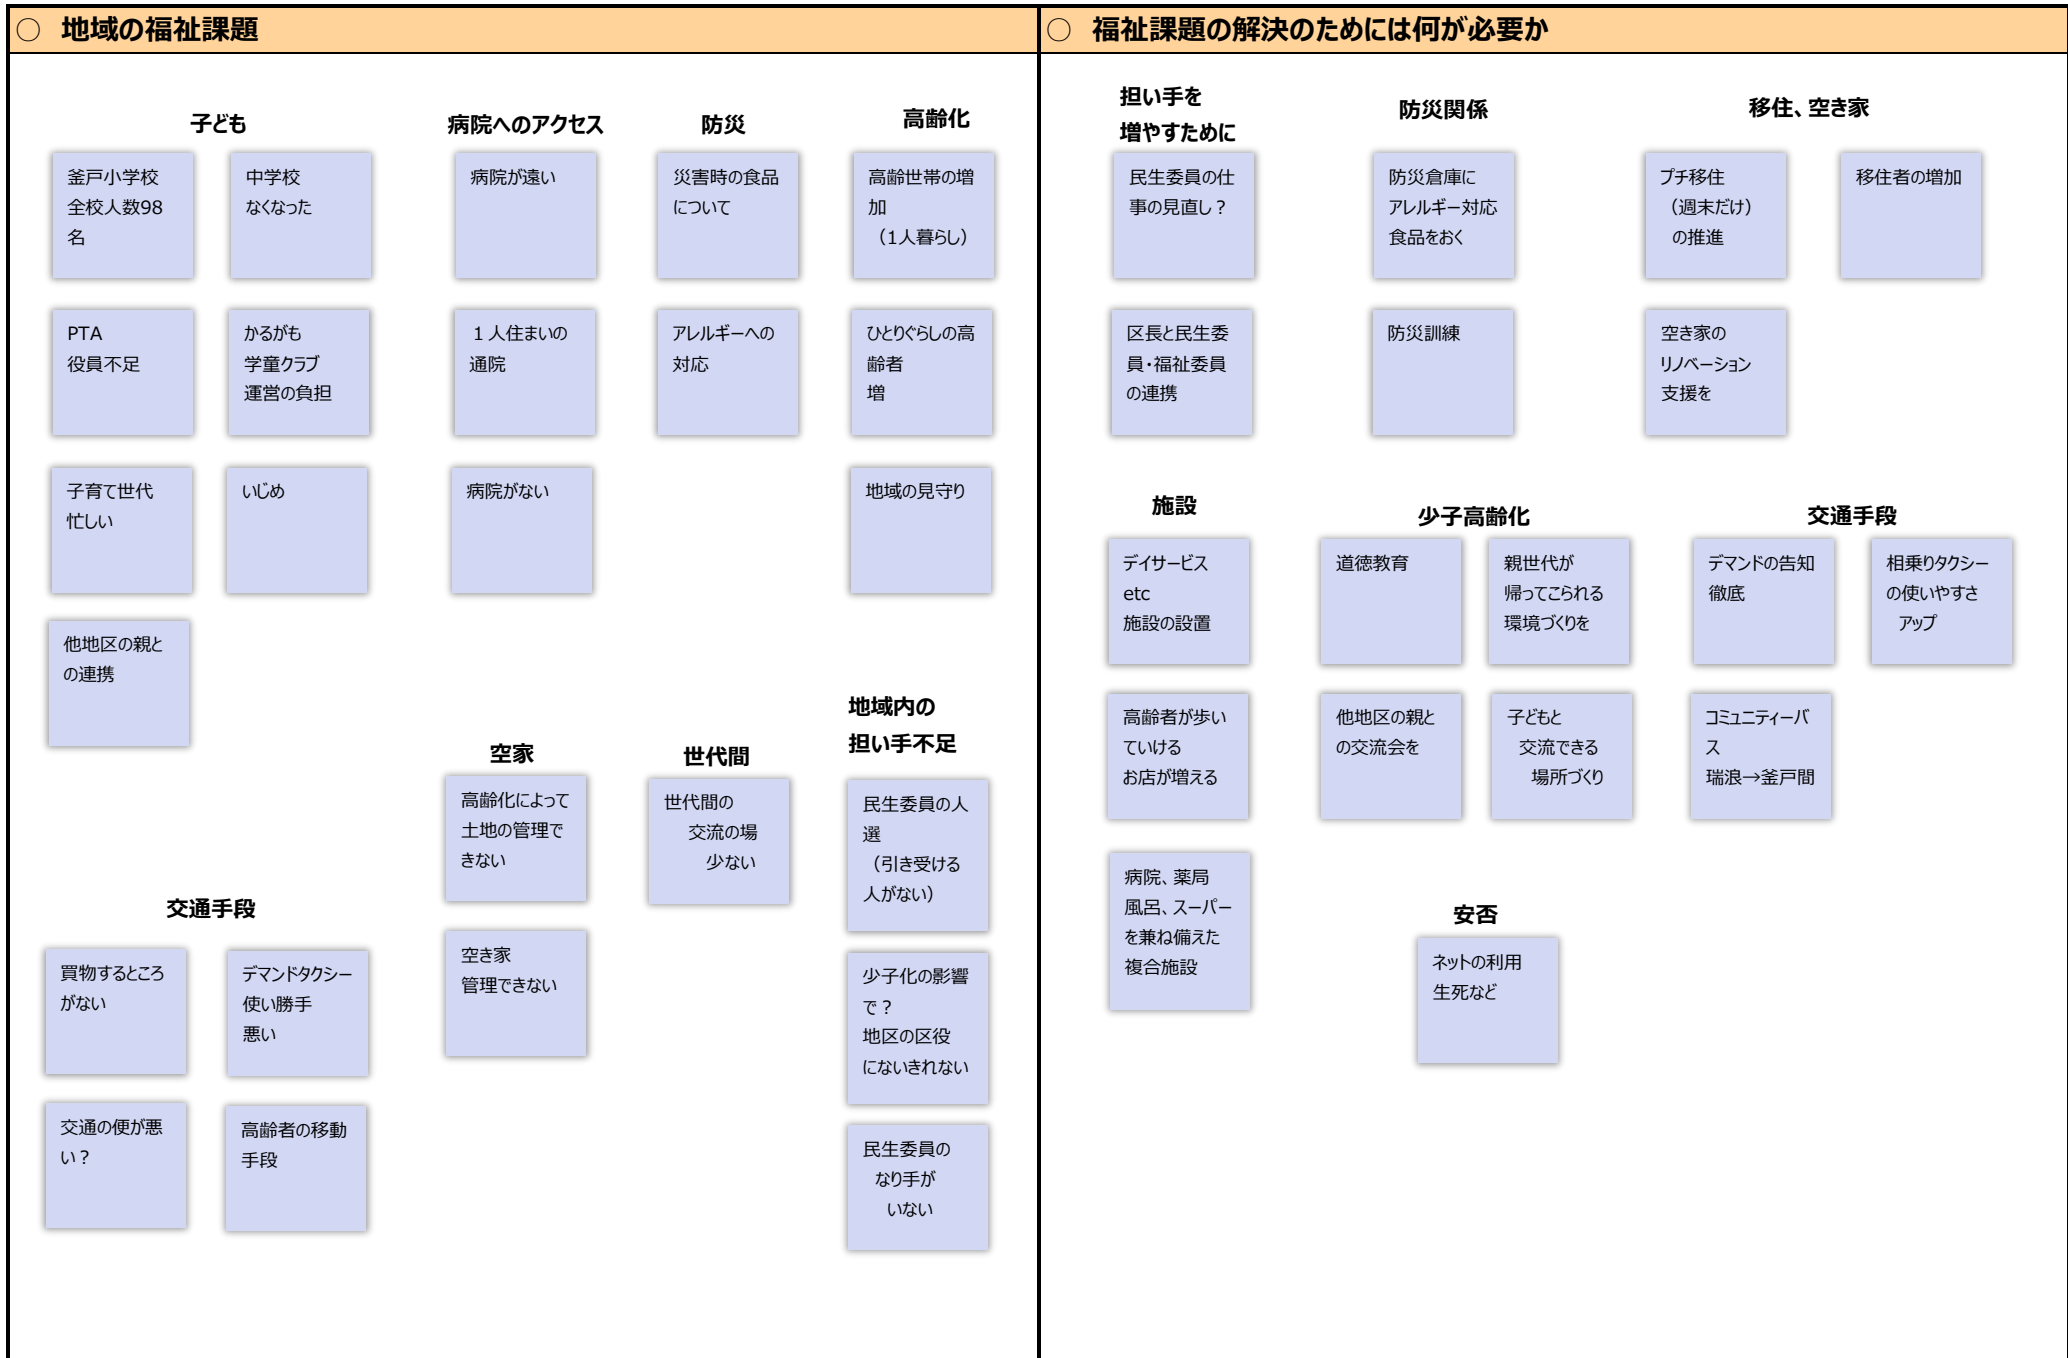 ○ 地域の福祉課題
子ども
釜戸小学校
全校人数98
名
中学校
なくなった
PTA
役員不足
かるがも
学童クラブ
運営の負担
子育て世代
忙しい
いじめ
他地区の親と
の連携
病院へのアクセス
病院が遠い
１人住まいの
通院
病院がない
防災
災害時の食品
について
アレルギーへの
対応
高齢化
高齢世帯の増
加
（1人暮らし）
ひとりぐらしの高
齢者
増
地域の見守り
交通手段
買物するところ
がない
デマンドタクシー
使い勝手
悪い
交通の便が悪
い？
高齢者の移動
手段
空家
高齢化によって
土地の管理で
きない
空き家
管理できない
世代間
世代間の
交流の場
少ない
地域内の
担い手不足
民生委員の人
選
（引き受ける
人がない）
少子化の影響
で？
地区の区役
にないきれない
民生委員の
なり手が
いない
○ 福祉課題の解決のためには何が必要か
担い手を
増やすために
民生委員の仕
事の見直し？
区長と民生委
員・福祉委員
の連携
防災関係
防災倉庫に
アレルギー対応
食品をおく
防災訓練
移住、空き家
プチ移住
（週末だけ）
の推進
移住者の増加
空き家の
リノベーション
支援を
施設
デイサービス
etc
施設の設置
高齢者が歩い
ていける
お店が増える
病院、薬局
風呂、スーパー
を兼ね備えた
複合施設
少子高齢化
道徳教育
親世代が
帰ってこられる
環境づくりを
他地区の親と
の交流会を
子どもと
交流できる
場所づくり
交通手段
デマンドの告知
徹底
相乗りタクシー
の使いやすさ
アップ
コミュニティーバ
ス
瑞浪→釜戸間
安否
ネットの利用
生死など